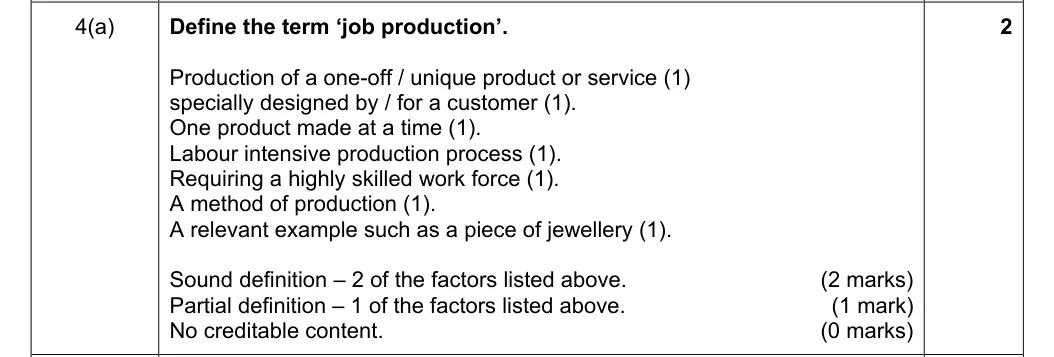 4(a) Define the term ‘job production’. 2
Production of a one-off / unique product or service (1)
specially designed by / for a customer (1).
One product made at a time (1).
Labour intensive production process (1).
Requiring a highly skilled work force (1).
A method of production (1).
A relevant example such as a piece of jewellery (1).
Sound definition – 2 of the factors listed above. (2 marks)
Partial definition – 1 of the factors listed above. (1 mark)
No creditable content. (0 marks)